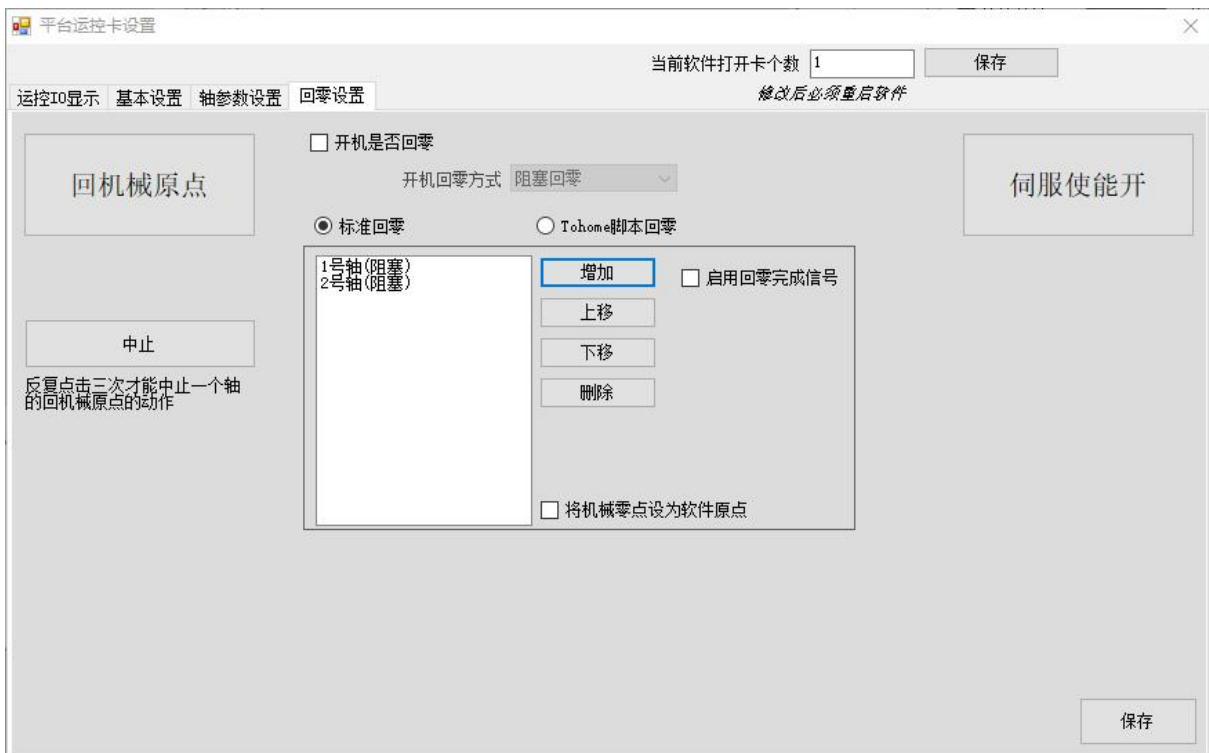 平台运控卡设置
当前软件打开卡个数 1 保存
修改后必须重启软件
运控IO显示 基本设置 轴参数设置 回零设置
开机是否回零
回机械原点
开机回零方式 阻塞回零
伺服使能开
标准回零 Tohome脚本回零
1号轴(阻塞)
2号轴(阻塞)
增加 启用回零完成信号
上移
中止
下移
反复点击三次才能中止一个轴
的回机械原点的动作
删除
将机械零点设为软件原点
保存